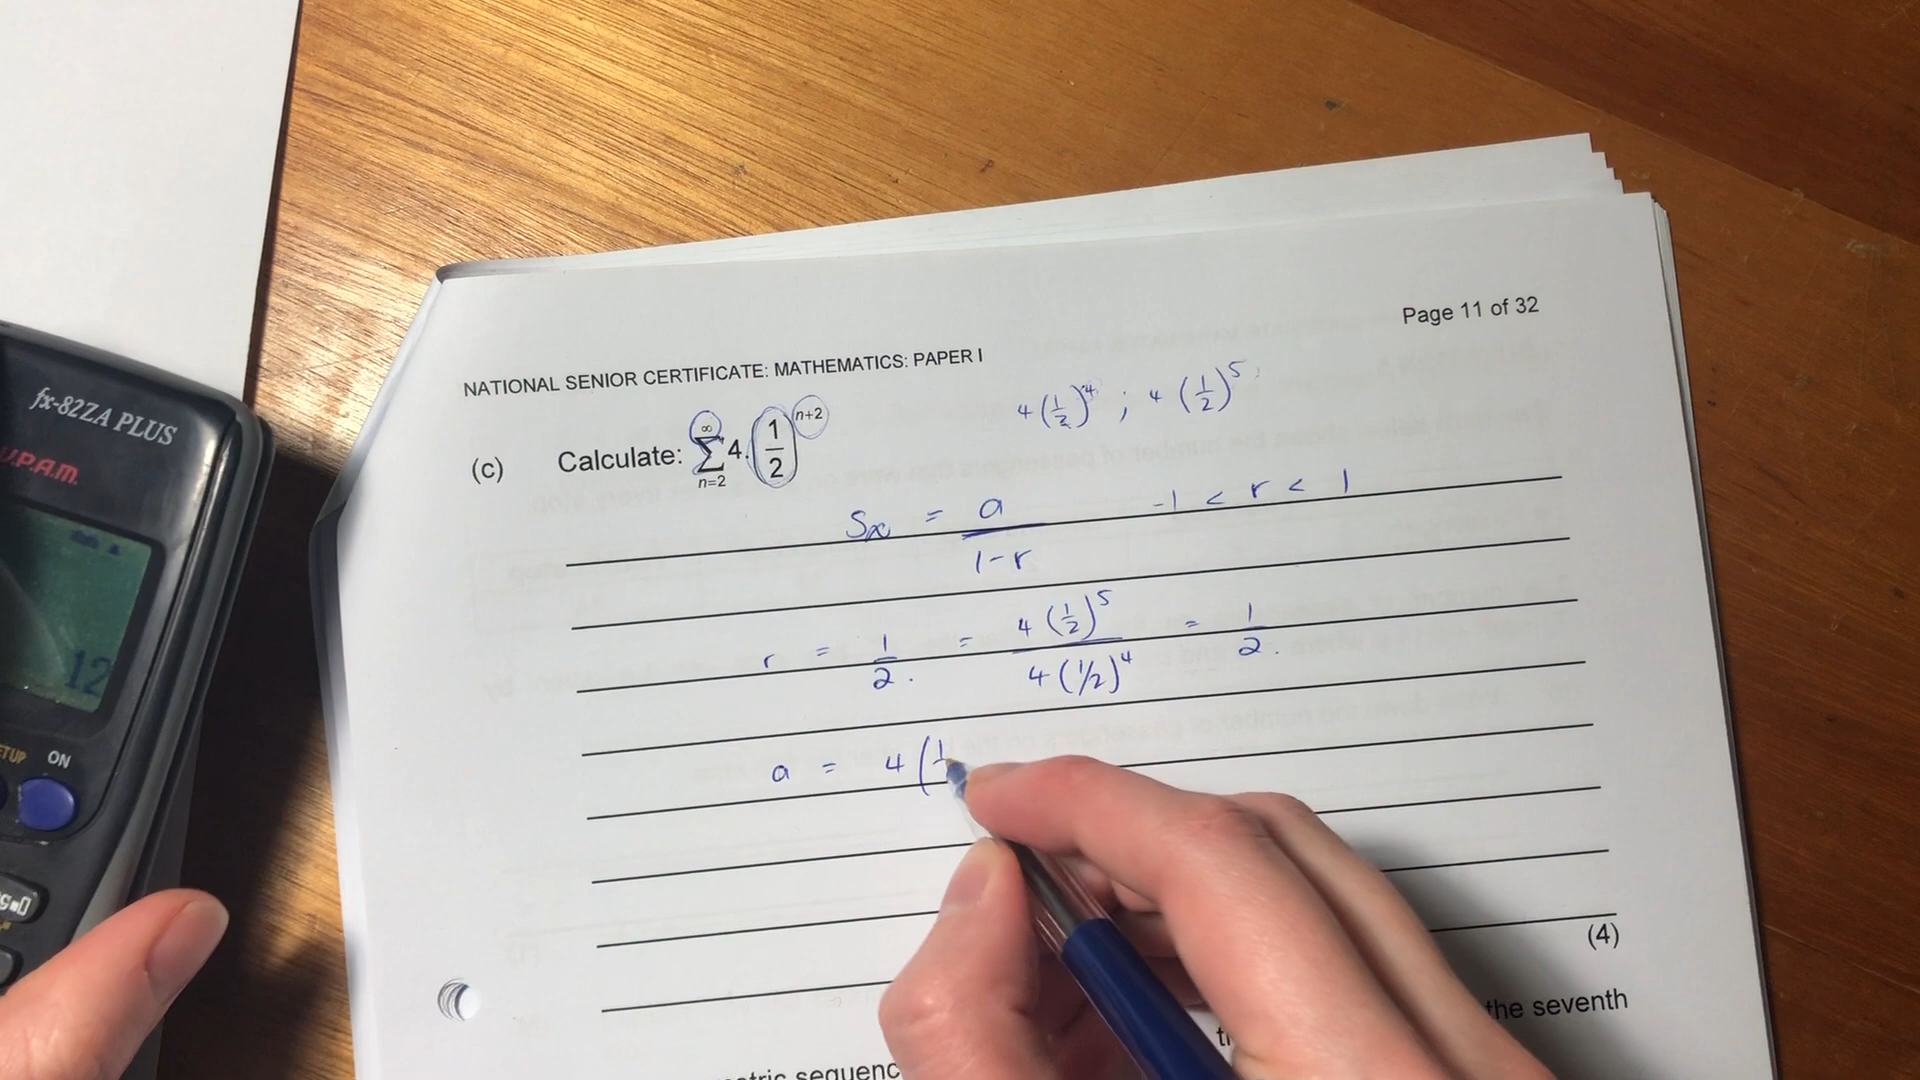 Page 11 of 32
NATIONAL SENIOR CERTIFICATE: MATHEMATICS: PAPER I
4(1/2)^4 ; 4(1/2)^5 ;
(c) Calculate: ∞ Σ n=2 4.(1/2)^n+2
S∞ = a/1-r -1 < r < 1
r = 1/2. = 4(1/2)^5 / 4(1/2)^4 = 1/2.
a = 4(1
(4)
the seventh
sequenc
fx-82ZA PLUS
V.P.A.M.
12
ON